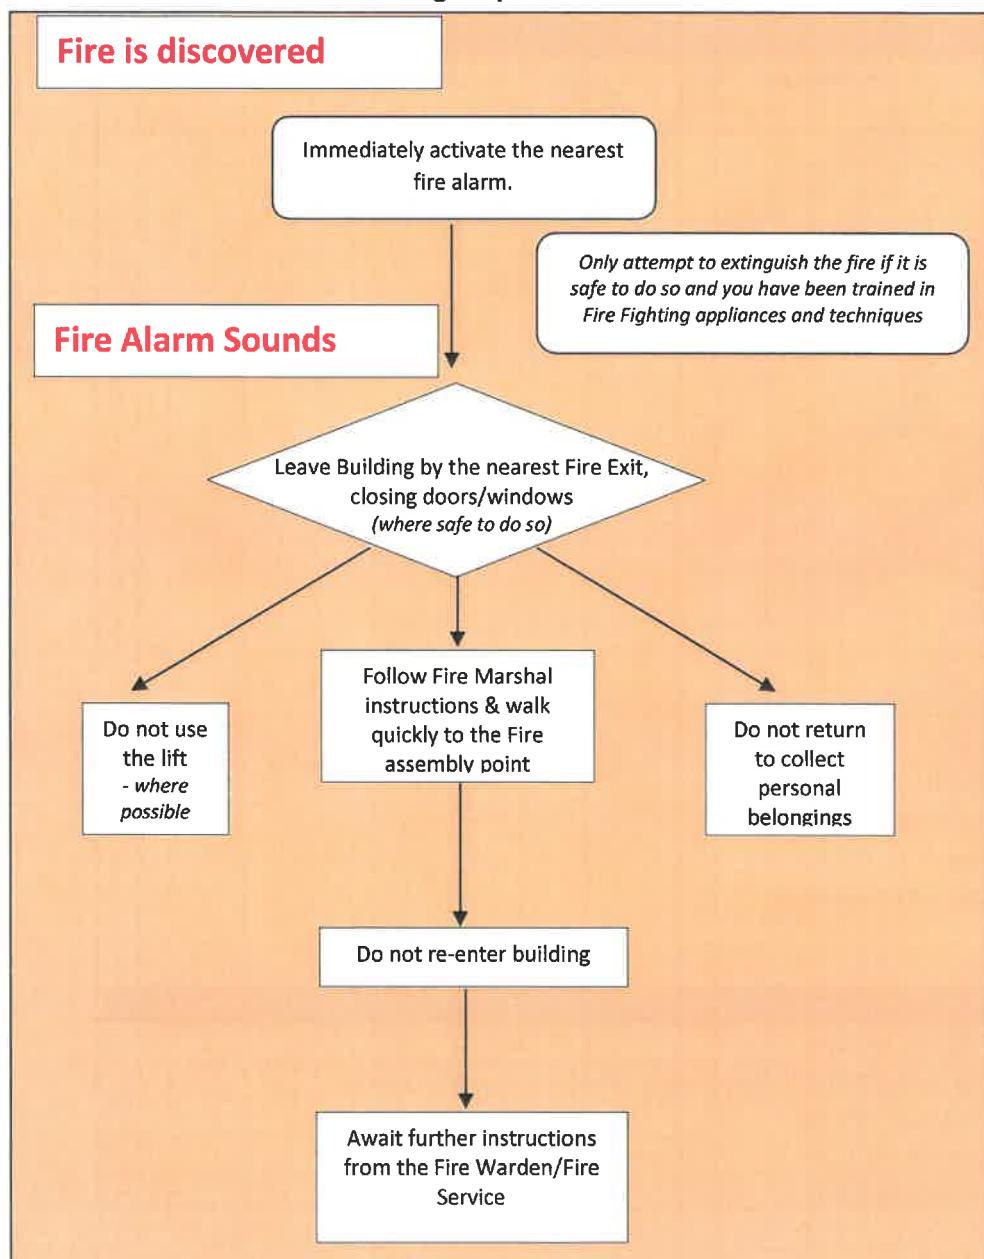 Fire is discovered
Immediately activate the nearest
fire alarm.
Only attempt to extinguish the fire if it is
safe to do so and you have been trained in
Fire Fighting appliances and techniques
Fire Alarm Sounds
Leave Building by the nearest Fire Exit,
closing doors/windows
(where safe to do so)
Do not use
the lift
- where
possible
Follow Fire Marshal
instructions & walk
quickly to the Fire
assembly point
Do not return
to collect
personal
belongings
Do not re-enter building
Await further instructions
from the Fire Warden/Fire
Service